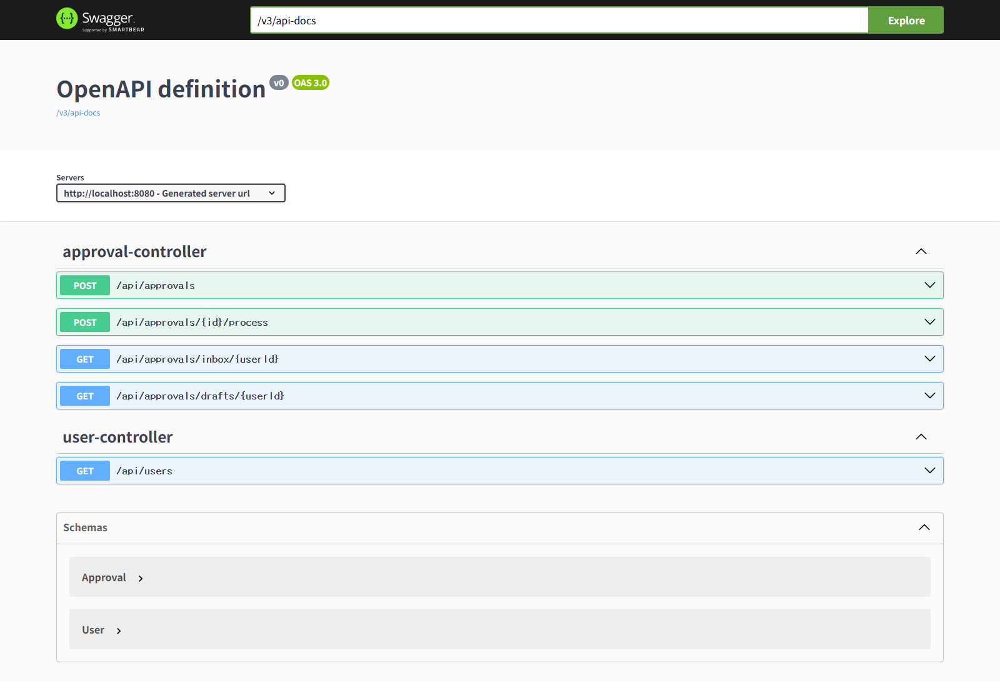 Swagger
Supported by SMARTBEAR
/v3/api-docs
Explore
OpenAPI definition v0 OAS 3.0
/v3/api-docs
Servers
http://localhost:8080 - Generated server url
approval-controller
POST /api/approvals
POST /api/approvals/{id}/process
GET /api/approvals/inbox/{userId}
GET /api/approvals/drafts/{userId}
user-controller
GET /api/users
Schemas
Approval
User